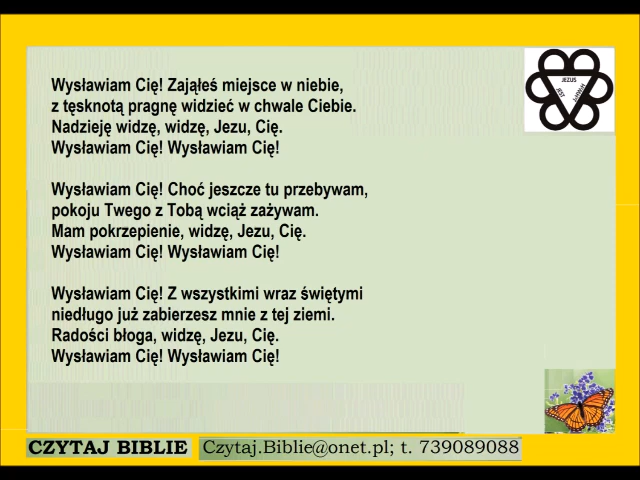 Wysławiam Cię! Zająłeś miejsce w niebie,
z tęsknotą pragnę widzieć w chwale Ciebie.
Nadzieję widzę, widzę, Jezu, Cię.
Wysławiam Cię! Wysławiam Cię!
Wysławiam Cię! Choć jeszcze tu przebywam,
pokoju Twego z Tobą wciąż zażywam.
Mam pokrzepienie, widzę, Jezu, Cię.
Wysławiam Cię! Wysławiam Cię!
Wysławiam Cię! Z wszystkimi wraz świętymi
niedługo już zabierzesz mnie z tej ziemi.
Radości błoga, widzę, Jezu, Cię.
Wysławiam Cię! Wysławiam Cię!
JEZUS
JEST
CZYTAJ BIBLIE Czytaj.Biblie@onet.pl; t. 739089088